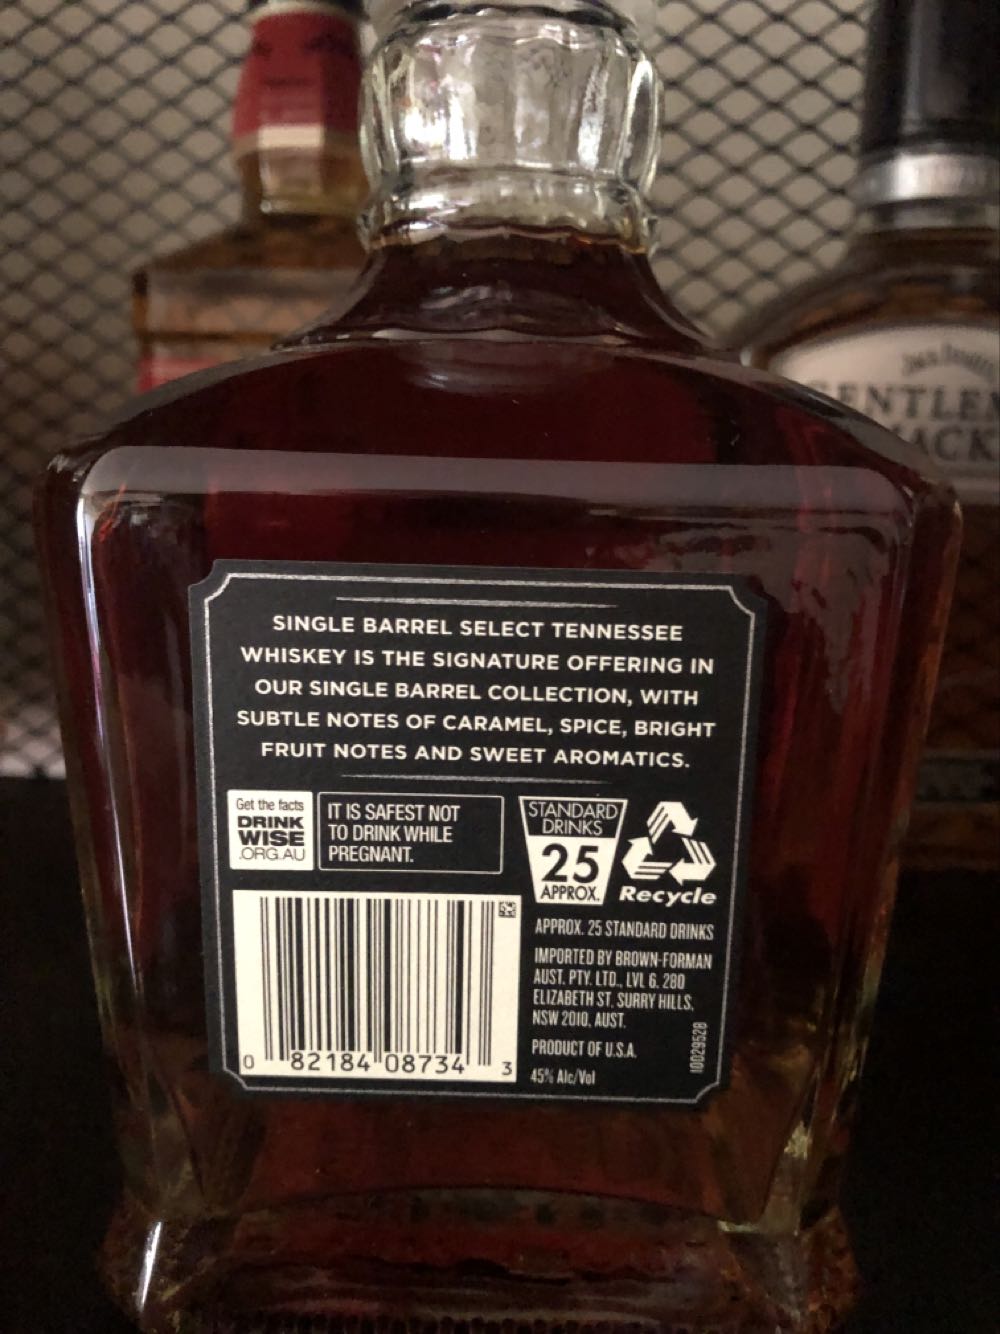 Jack Daniel's
GENTLEMAN
JACK
SINGLE BARREL SELECT TENNESSEE
WHISKEY IS THE SIGNATURE OFFERING IN
OUR SINGLE BARREL COLLECTION, WITH
SUBTLE NOTES OF CARAMEL, SPICE, BRIGHT
FRUIT NOTES AND SWEET AROMATICS.
Get the facts
DRINK
WISE
.ORG.AU
IT IS SAFEST NOT
TO DRINK WHILE
PREGNANT.
STANDARD
DRINKS
25
APPROX.
Recycle
APPROX. 25 STANDARD DRINKS
IMPORTED BY BROWN-FORMAN
AUST. PTY. LTD., LVL 6, 280
ELIZABETH ST, SURRY HILLS,
NSW 2010, AUST.
PRODUCT OF U.S.A.
45% Alc/Vol
10029528
0 82184 08734 3